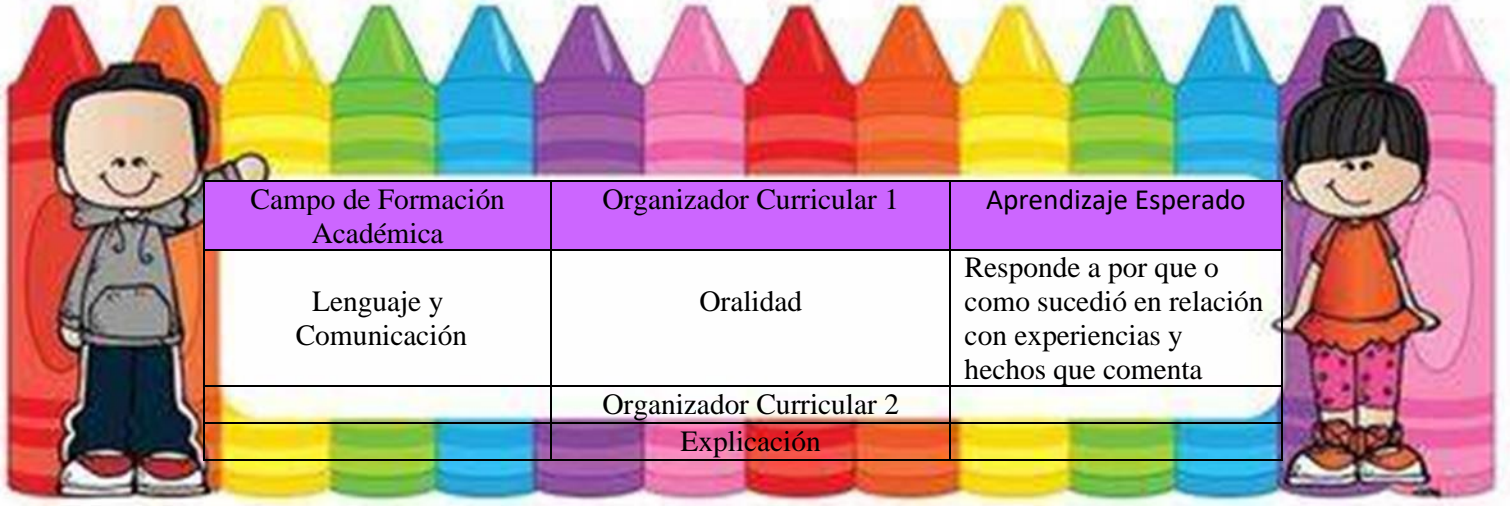 Campo de Formación
Académica
Organizador Curricular 1
Aprendizaje Esperado
Lenguaje y
Comunicación
Oralidad
Responde a por que o
como sucedió en relación
con experiencias y
hechos que comenta
Organizador Curricular 2
Explicación